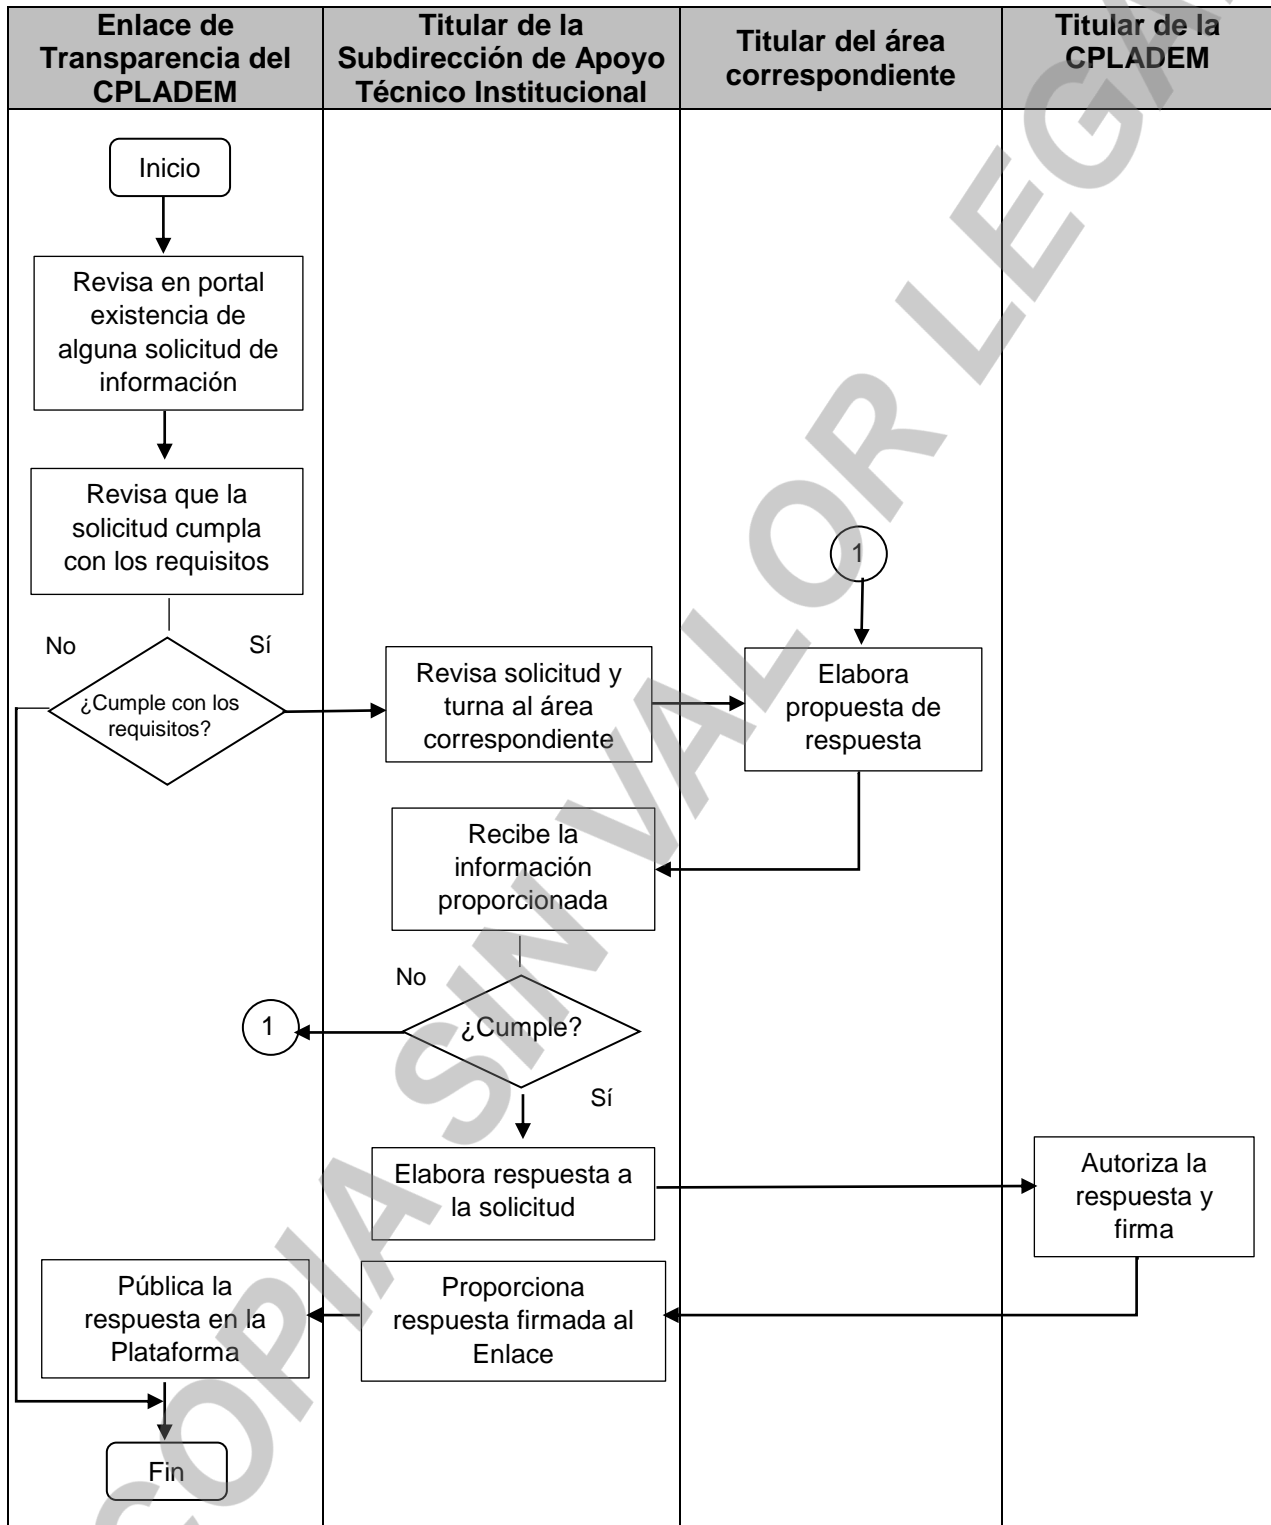 Enlace de
Transparencia del
CPLADEM
Titular de la
Subdirección de Apoyo
Técnico Institucional
Titular del área
correspondiente
Titular de la
CPLADEM
Inicio
Revisa en portal
existencia de
alguna solicitud de
información
Revisa que la
solicitud cumpla
con los requisitos
No
Sí
¿Cumple con los
requisitos?
Revisa solicitud y
turna al área
correspondiente
1
Elabora
propuesta de
respuesta
Recibe la
información
proporcionada
No
¿Cumple?
1
Sí
Elabora respuesta a
la solicitud
Autoriza la
respuesta y
firma
Proporciona
respuesta firmada al
Enlace
Pública la
respuesta en la
Plataforma
Fin
COPIA SIN VALOR LEGAL